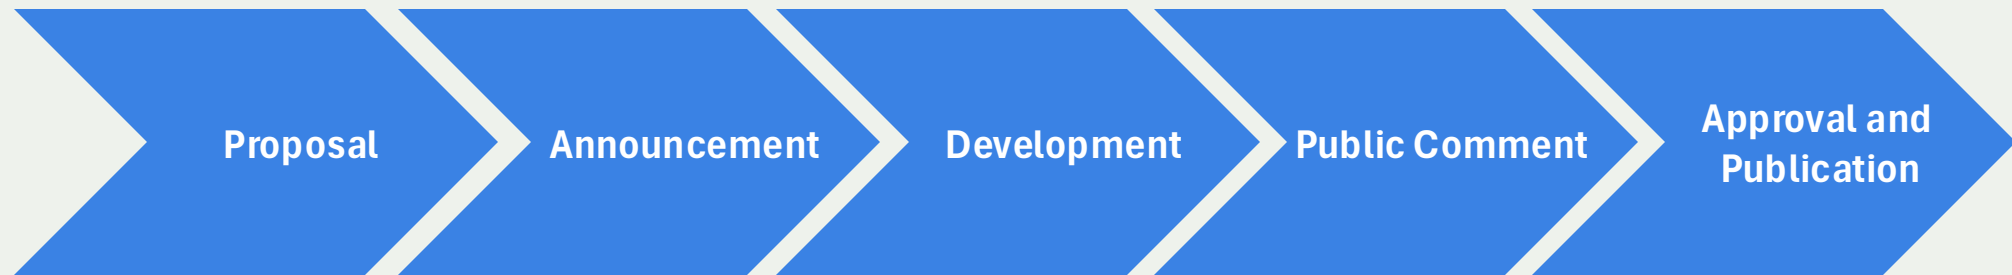 Proposal
Announcement
Development
Public Comment
Approval and
Publication